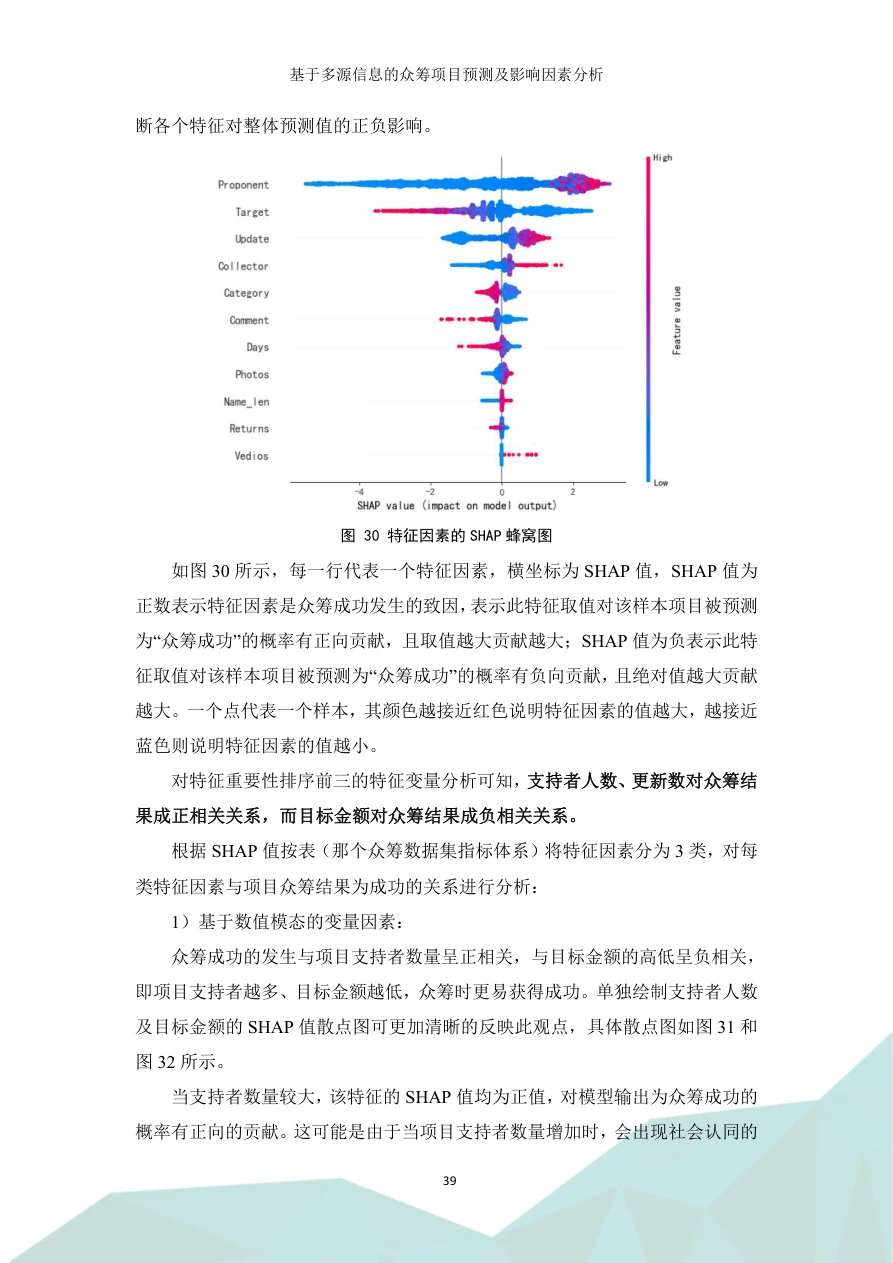 基于多源信息的众筹项目预测及影响因素分析
断各个特征对整体预测值的正负影响。
High
Proponent
Target
Update
Collector
Category
Comment
Days
Photos
Name_len
Returns
Vedios
Feature value
Low
-4 -2 0 2
SHAP value (impact on model output)
图 30 特征因素的 SHAP 蜂窝图
如图 30 所示，每一行代表一个特征因素，横坐标为 SHAP 值，SHAP 值为
正数表示特征因素是众筹成功发生的致因，表示此特征取值对该样本项目被预测
为“众筹成功”的概率有正向贡献，且取值越大贡献越大；SHAP 值为负表示此特
征取值对该样本项目被预测为“众筹成功”的概率有负向贡献，且绝对值越大贡献
越大。一个点代表一个样本，其颜色越接近红色说明特征因素的值越大，越接近
蓝色则说明特征因素的值越小。
对特征重要性排序前三的特征变量分析可知，支持者人数、更新数对众筹结
果成正相关关系，而目标金额对众筹结果成负相关关系。
根据 SHAP 值按表（那个众筹数据集指标体系）将特征因素分为 3 类，对每
类特征因素与项目众筹结果为成功的关系进行分析：
1）基于数值模态的变量因素：
众筹成功的发生与项目支持者数量呈正相关，与目标金额的高低呈负相关，
即项目支持者越多、目标金额越低，众筹时更易获得成功。单独绘制支持者人数
及目标金额的 SHAP 值散点图可更加清晰的反映此观点，具体散点图如图 31 和
图 32 所示。
当支持者数量较大，该特征的 SHAP 值均为正值，对模型输出为众筹成功的
概率有正向的贡献。这可能是由于当项目支持者数量增加时，会出现社会认同的
39